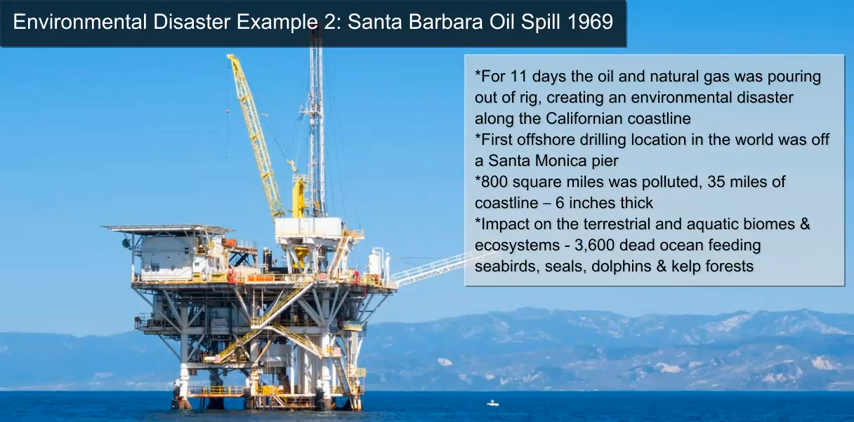 Environmental Disaster Example 2: Santa Barbara Oil Spill 1969
*For 11 days the oil and natural gas was pouring
out of rig, creating an environmental disaster
along the Californian coastline
*First offshore drilling location in the world was off
a Santa Monica pier
*800 square miles was polluted, 35 miles of
coastline – 6 inches thick
*Impact on the terrestrial and aquatic biomes &
ecosystems - 3,600 dead ocean feeding
seabirds, seals, dolphins & kelp forests